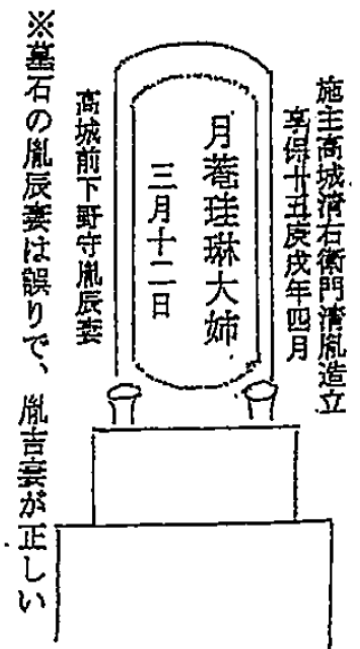 施主高城清右衛門清胤造立
享保十五庚戌年四月
月菴珪琳大姉
三月十二日
高城前下野守胤辰妻
※墓石の胤辰妻は誤りで、胤吉妻が正しい